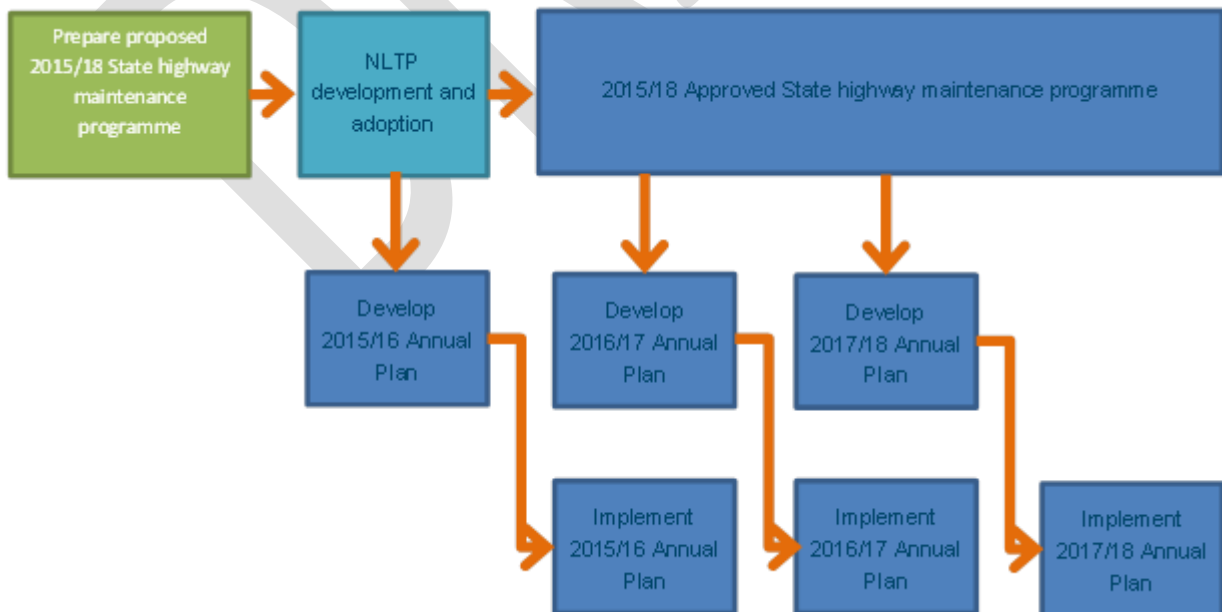 Prepare proposed
2015/18 State highway
maintenance
programme
NLTP
development and
adoption
2015/18 Approved State highway maintenance programme
Develop
2015/16 Annual
Plan
Develop
2016/17 Annual
Plan
Develop
2017/18 Annual
Plan
Implement
2015/16 Annual
Plan
Implement
2016/17 Annual
Plan
Implement
2017/18 Annual
Plan